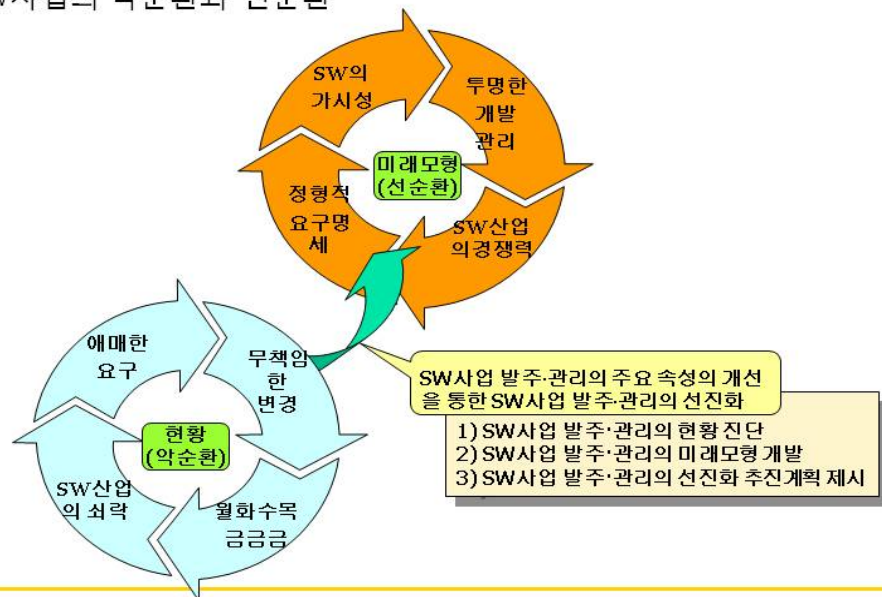 SW의
가시성
투명한
개발
관리
미래모형
(선순환)
정형적
요구명
세
SW산업
의경쟁력
애매한
요구
무책임
한
변경
현황
(악순환)
SW산업
의 쇠락
월화수목
금금금
SW사업 발주·관리의 주요 속성의 개선
을 통한 SW사업 발주·관리의 선진화
1) SW사업 발주·관리의 현황 진단
2) SW사업 발주·관리의 미래모형 개발
3) SW사업 발주·관리의 선진화 추진계획 제시